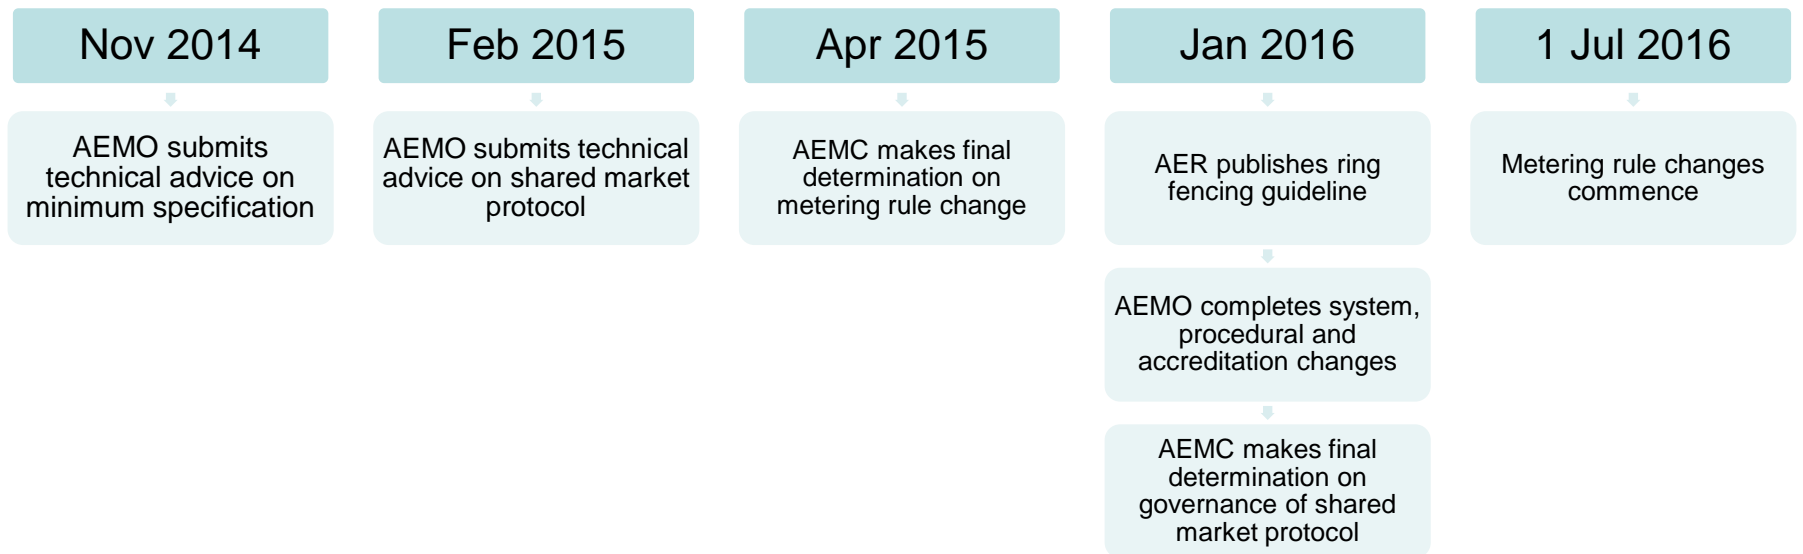 Nov 2014
AEMO submits
technical advice on
minimum specification
Feb 2015
AEMO submits technical
advice on shared market
protocol
Apr 2015
AEMC makes final
determination on
metering rule change
Jan 2016
AER publishes ring
fencing guideline
AEMO completes system,
procedural and
accreditation changes
AEMC makes final
determination on
governance of shared
market protocol
1 Jul 2016
Metering rule changes
commence